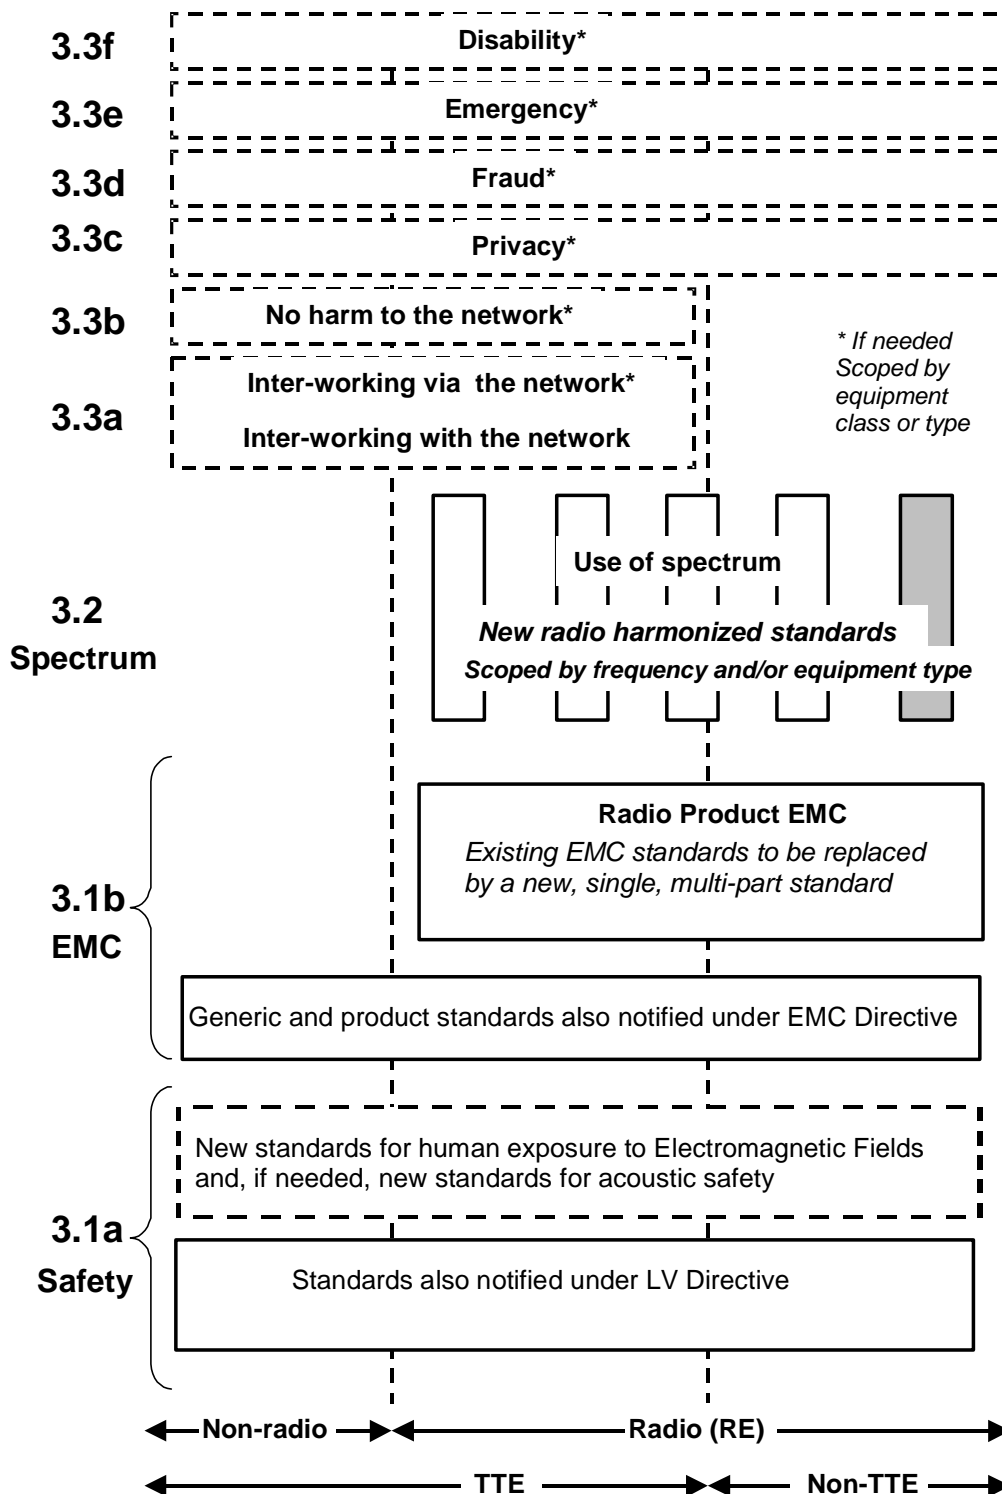 3.3f
Disability*
3.3e
Emergency*
3.3d
Fraud*
3.3c
Privacy*
3.3b
No harm to the network*
* If needed
Scoped by
equipment
class or type
3.3a
Inter-working via the network*
Inter-working with the network
3.2
Spectrum
Use of spectrum
New radio harmonized standards
Scoped by frequency and/or equipment type
3.1b
EMC
Radio Product EMC
Existing EMC standards to be replaced
by a new, single, multi-part standard
Generic and product standards also notified under EMC Directive
3.1a
Safety
New standards for human exposure to Electromagnetic Fields
and, if needed, new standards for acoustic safety
Standards also notified under LV Directive
Non-radio
Radio (RE)
TTE
Non-TTE